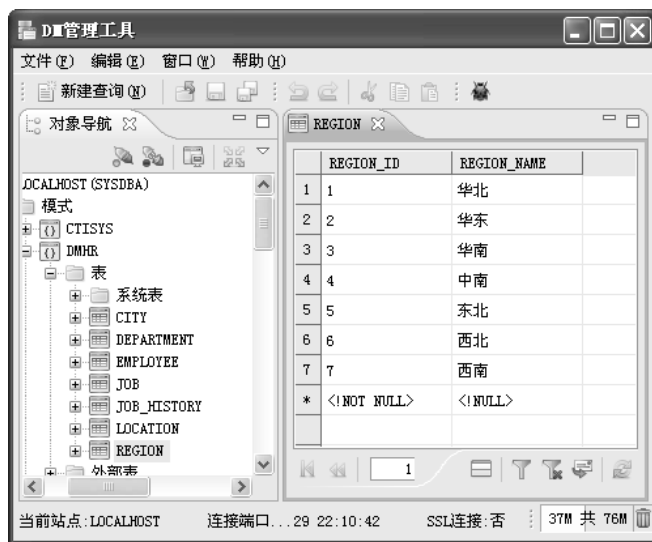 DM管理工具
文件(F) 编辑(E) 窗口(W) 帮助(H)
新建查询(N)
对象导航
LOCALHOST(SYSDBA)
模式
CTISYS
DMHR
表
系统表
CITY
DEPARTMENT
EMPLOYEE
JOB
JOB_HISTORY
LOCATION
REGION
外部表
REGION
REGION_ID REGION_NAME
1 1 华北
2 2 华东
3 3 华南
4 4 中南
5 5 东北
6 6 西北
7 7 西南
* <!NOT NULL> <!NULL>
1
当前站点:LOCALHOST 连接端口...29 22:10:42 SSL连接:否 37M 共 76M